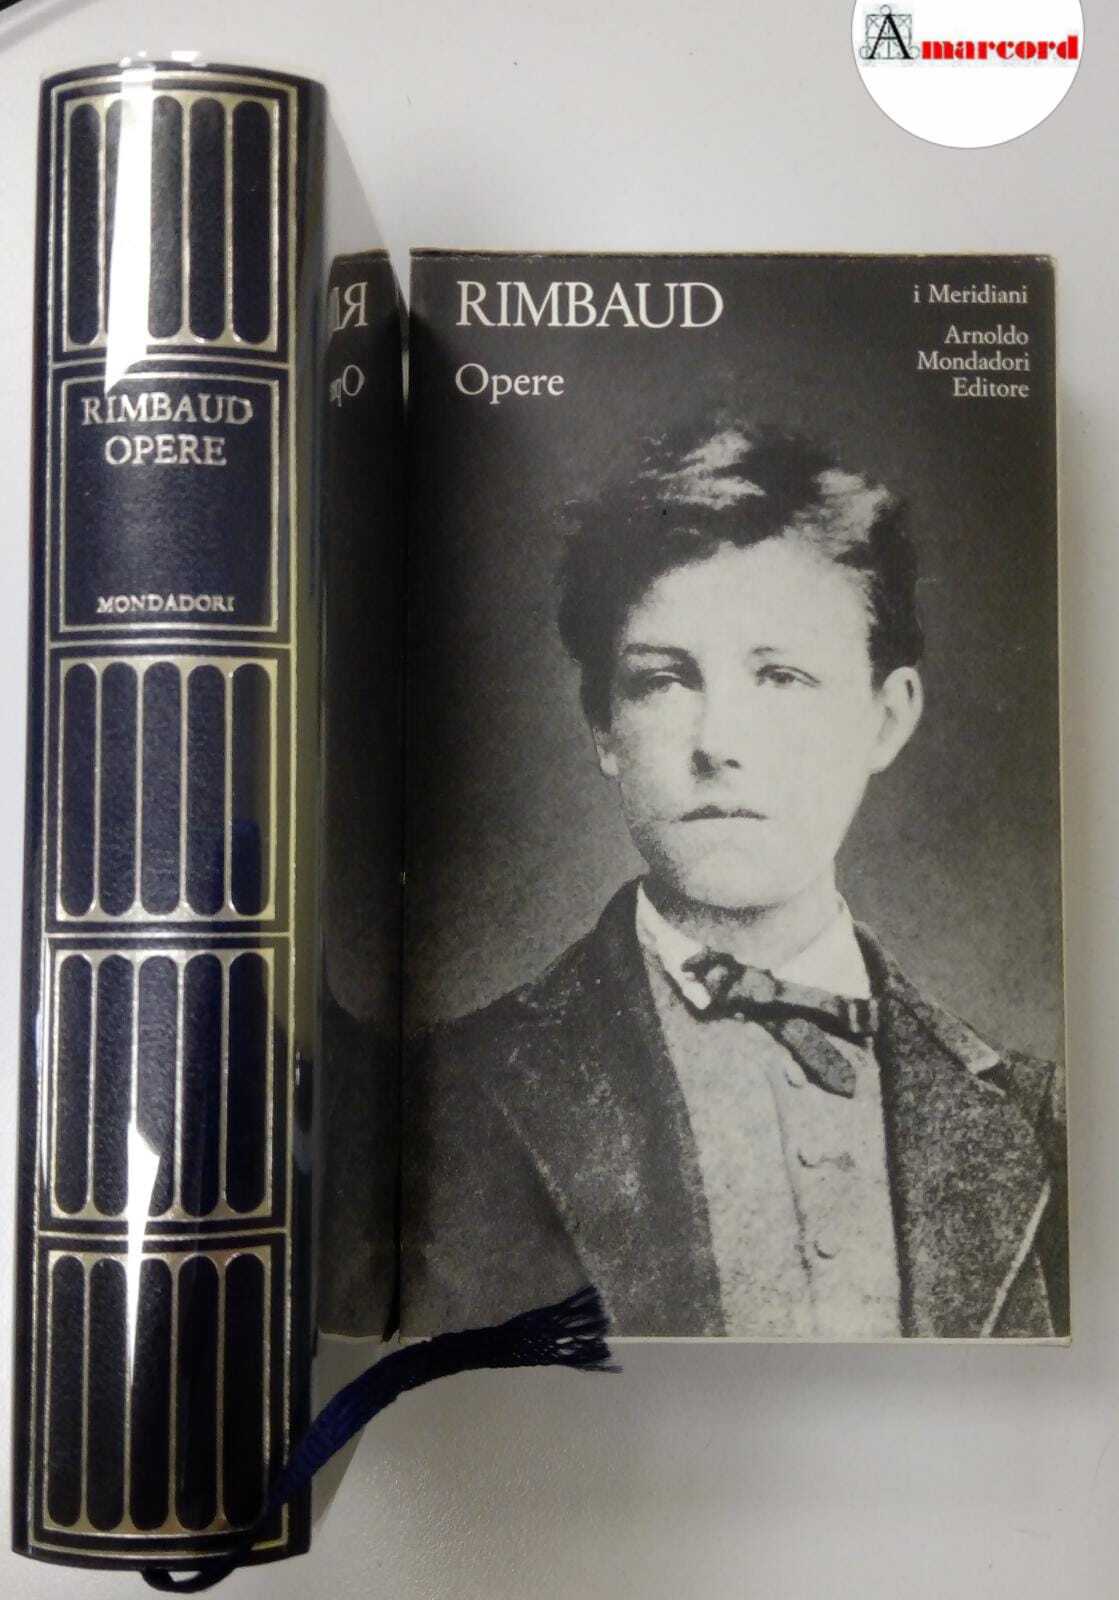 Amarcord
RIMBAUD
OPERE
MONDADORI
RIMBAUD
Opere
i Meridiani
Arnoldo
Mondadori
Editore